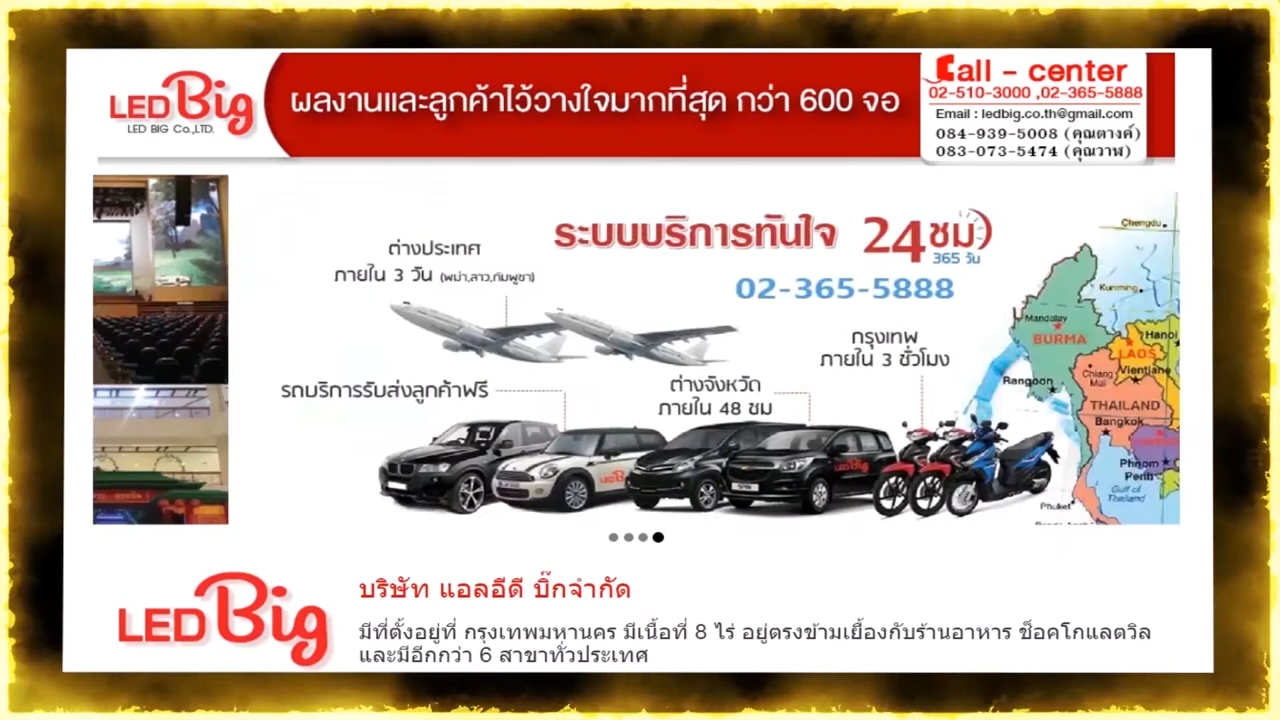 LED Big
LED BIG Co.,LTD.
ผลงานและลูกค้าไว้วางใจมากที่สุด กว่า 600 จอ
Call - center
02-510-3000 ,02-365-5888
Email : ledbig.co.th@gmail.com
084-939-5008 (คุณตางค์)
083-073-5474 (คุณวาฬ)
ระบบบริการทันใจ 24 ชม
365 วัน
02-365-5888
ต่างประเทศ
ภายใน 3 วัน (พม่า,ลาว,กัมพูชา)
กรุงเทพ
ภายใน 3 ชั่วโมง
รถบริการรับส่งลูกค้าฟรี
ต่างจังหวัด
ภายใน 48 ชม
LED Big
Big
Chengdu
Kunming
Mandalay
BURMA
Hanoi
LAOS
Vientiane
Chiang
Mai
Rangoon
THAILAND
Bangkok
Phnom
Penh
Gulf of
Thailand
Phuket
LED Big
บริษัท แอลอีดี บิ๊กจำกัด
มีที่ตั้งอยู่ที่ กรุงเทพมหานคร มีเนื้อที่ 8 ไร่ อยู่ตรงข้ามเยื้องกับร้านอาหาร ช็อคโกแลตวิล
และมีอีกกว่า 6 สาขาทั่วประเทศ